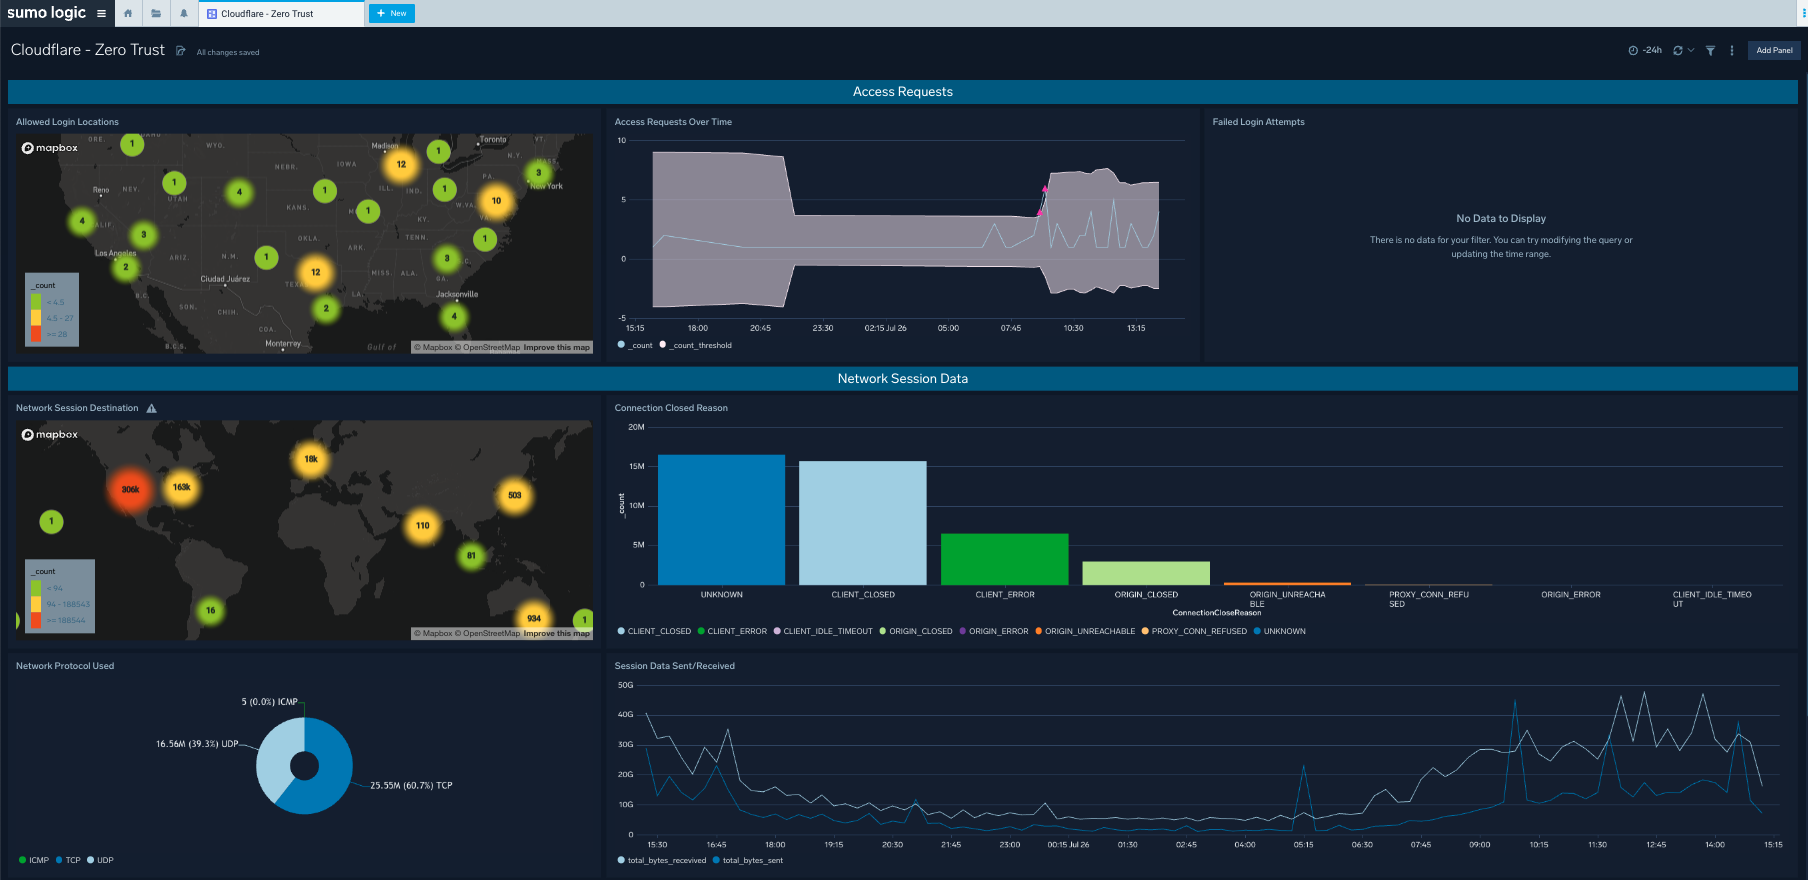 sumo logic
Cloudflare - Zero Trust
+ New
Cloudflare - Zero Trust
All changes saved
-24h
Add Panel
Access Requests
Allowed Login Locations
mapbox
ORE.
IDAHO
WYO.
Madison
Toronto
VT.
N.Y.
MASS.
IOWA
NEBR.
PA.
Reno
NEV.
UTAH
ILL.
IND.
New York
KANS.
W.VA.
KY.
CALIF.
OKLA.
TENN.
Los Angeles
ARIZ.
N.M.
ARK.
MISS.
ALA.
GA.
Ciudad Juárez
TEXAS
LA.
B.C.
SON.
CHIH.
COA.
Jacksonville
B.C.S.
Monterrey
Gulf of
1
1
12
1
3
4
1
1
10
4
1
3
1
1
2
12
3
2
4
_count
< 4.5
4.5 - 27
>= 28
© Mapbox © OpenStreetMap Improve this map
Access Requests Over Time
10
5
0
-5
15:15 18:00 20:45 23:30 02:15 Jul 26 05:00 07:45 10:30 13:15
_count _count_threshold
Failed Login Attempts
No Data to Display
There is no data for your filter. You can try modifying the query or
updating the time range.
Network Session Data
Network Session Destination
mapbox
306k
163k
18k
503
1
110
81
16
934
1
_count
< 94
94 - 188543
>= 188544
© Mapbox © OpenStreetMap Improve this map
Connection Closed Reason
20M
15M
10M
5M
0
_count
UNKNOWN CLIENT_CLOSED CLIENT_ERROR ORIGIN_CLOSED ORIGIN_UNREACHA PROXY_CONN_REFU ORIGIN_ERROR CLIENT_IDLE_TIMEO
BLE SED UT
ConnectionCloseReason
CLIENT_CLOSED CLIENT_ERROR CLIENT_IDLE_TIMEOUT ORIGIN_CLOSED ORIGIN_ERROR ORIGIN_UNREACHABLE PROXY_CONN_REFUSED UNKNOWN
Network Protocol Used
5 (0.0%) ICMP
16.56M (39.3%) UDP
25.55M (60.7%) TCP
ICMP TCP UDP
Session Data Sent/Received
50G
40G
30G
20G
10G
0
15:30 16:45 18:00 19:15 20:30 21:45 23:00 00:15 Jul 26 01:30 02:45 04:00 05:15 06:30 07:45 09:00 10:15 11:30 12:45 14:00 15:15
total_bytes_recevived total_bytes_sent